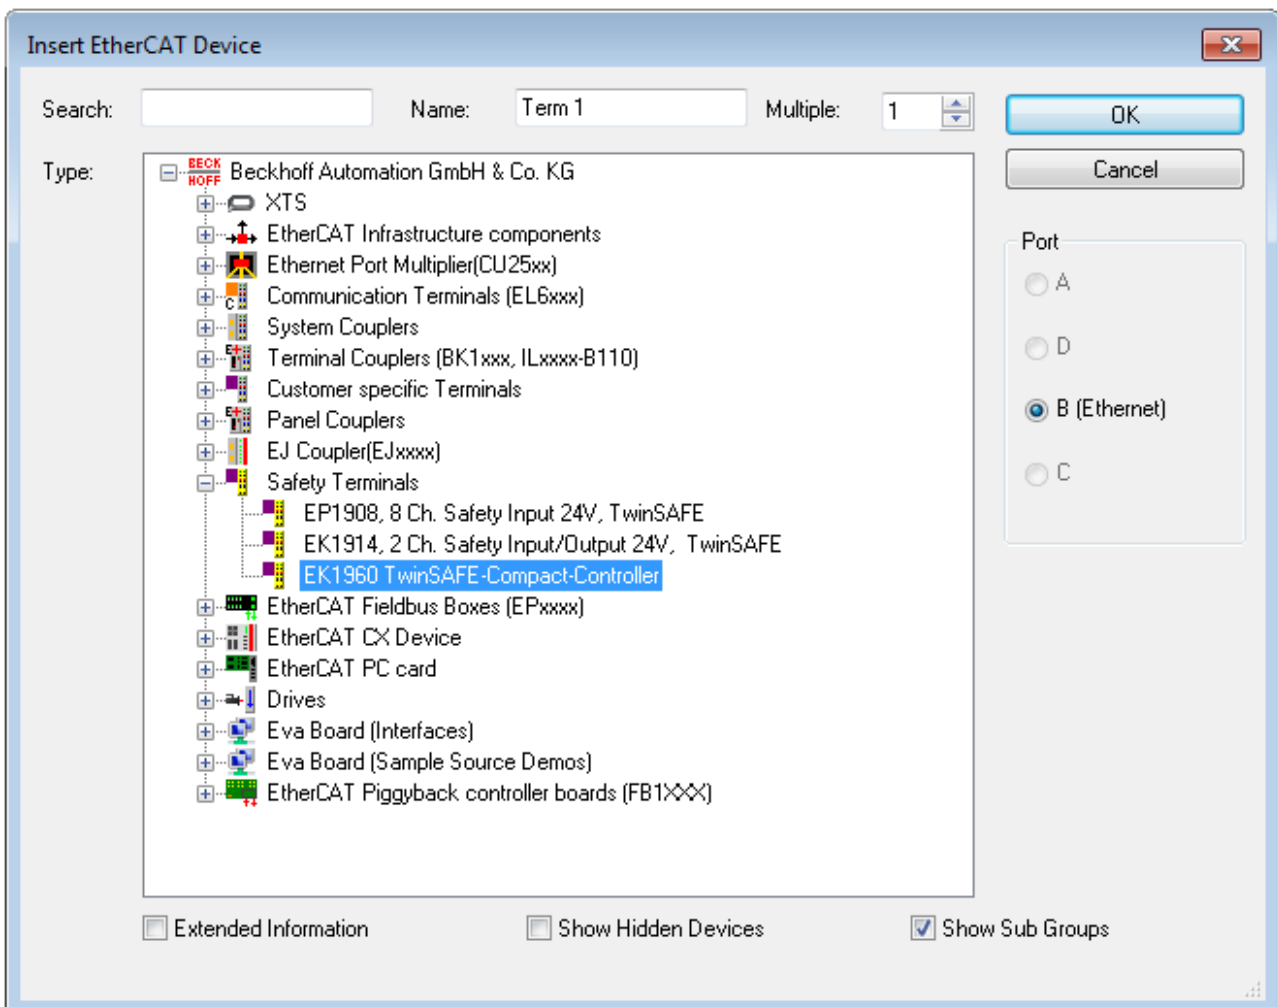 Insert EtherCAT Device
Search: Name: Term 1 Multiple: 1 OK
Type: Cancel
BECK HOFF Beckhoff Automation GmbH & Co. KG
XTS
EtherCAT Infrastructure components
Ethernet Port Multiplier(CU25xx)
Communication Terminals (EL6xxx)
System Couplers
Terminal Couplers (BK1xxx, ILxxxx-B110)
Customer specific Terminals
Panel Couplers
EJ Coupler(EJxxxx)
Safety Terminals
EP1908, 8 Ch. Safety Input 24V, TwinSAFE
EK1914, 2 Ch. Safety Input/Output 24V, TwinSAFE
EK1960 TwinSAFE-Compact-Controller
EtherCAT Fieldbus Boxes (EPxxxx)
EtherCAT CX Device
EtherCAT PC card
Drives
Eva Board (Interfaces)
Eva Board (Sample Source Demos)
EtherCAT Piggyback controller boards (FB1XXX)
Port
A
D
B (Ethernet)
C
Extended Information Show Hidden Devices Show Sub Groups